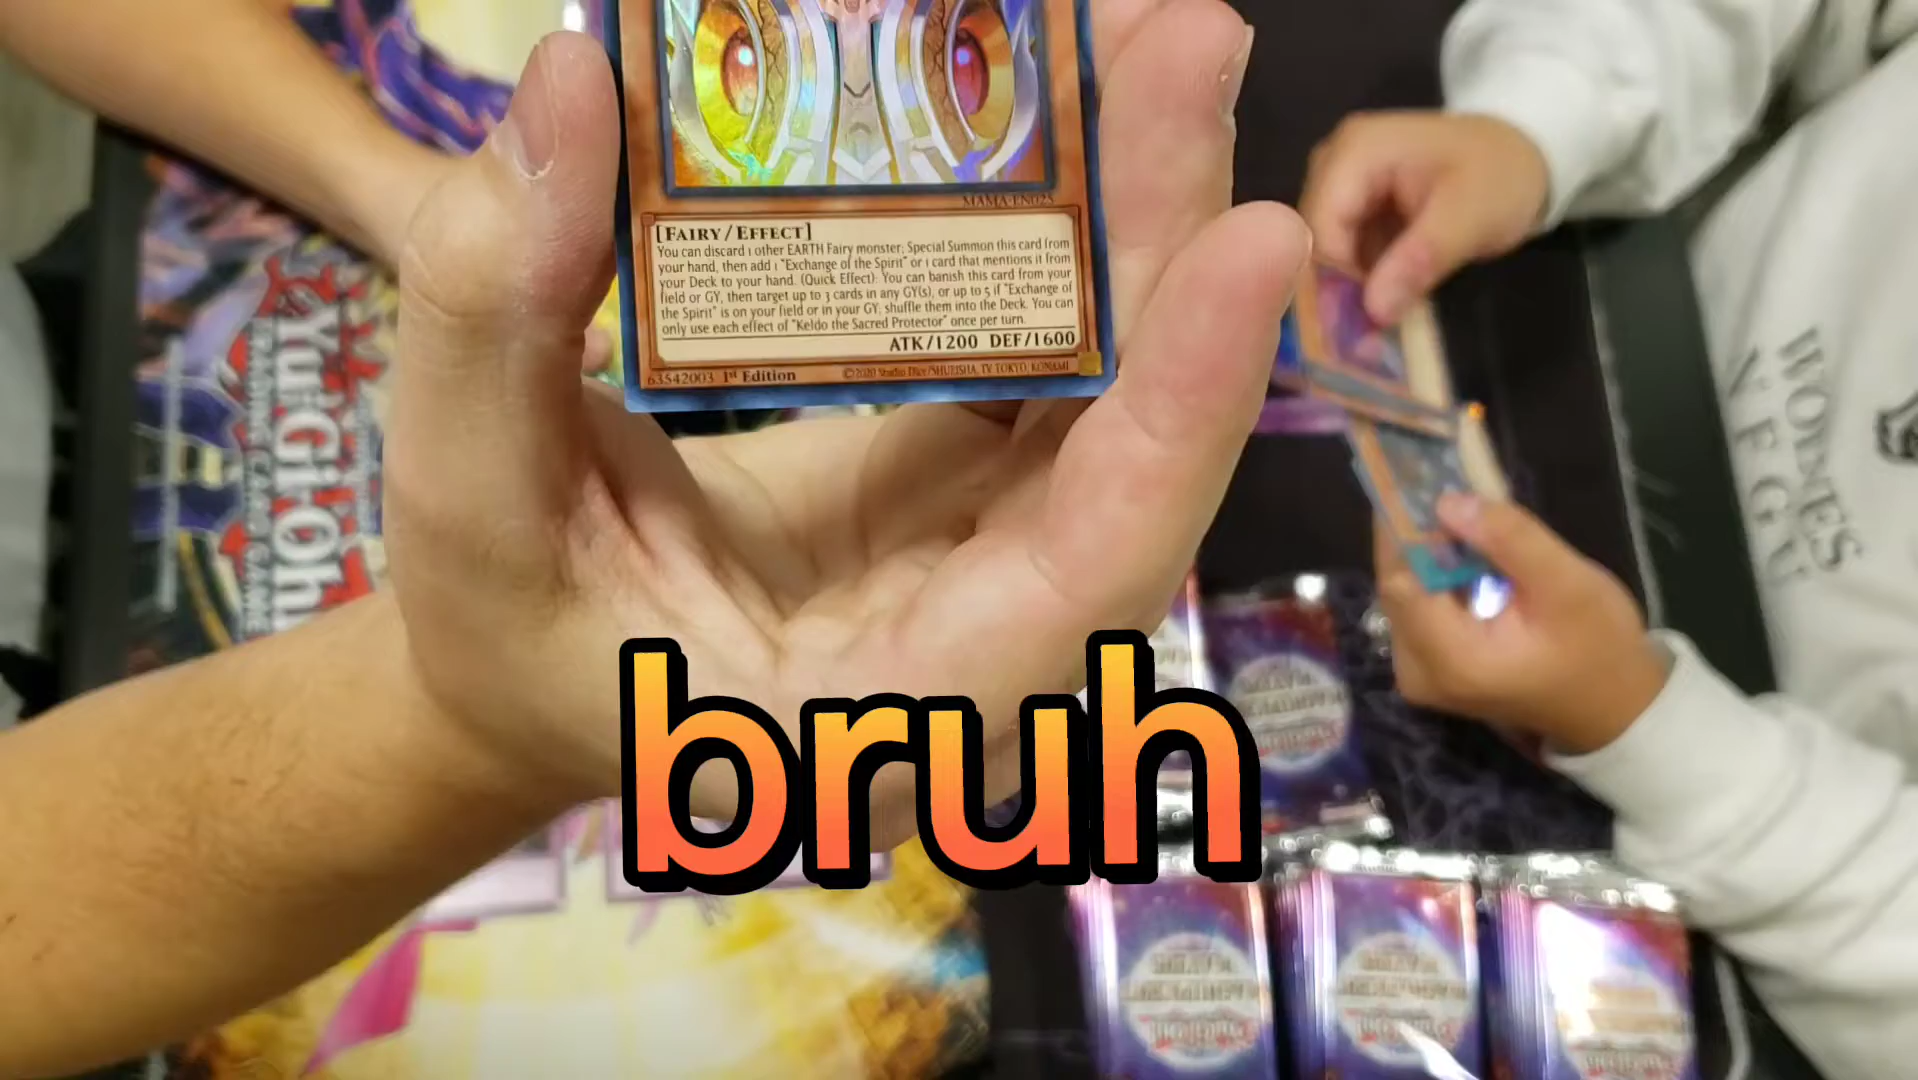 MAMA-EN025
[FAIRY/EFFECT]
You can discard 1 other EARTH Fairy monster; Special Summon this card from
your hand, then add 1 "Exchange of the Spirit" or 1 card that mentions it from
your Deck to your hand. (Quick Effect): You can banish this card from your
field or GY, then target up to 3 cards in any GY(s), or up to 5 if "Exchange of
the Spirit" is on your field or in your GY; shuffle them into the Deck. You can
only use each effect of "Keldo the Sacred Protector" once per turn.
ATK/1200 DEF/1600
63542003 1st Edition ©2020 Studio Dice/SHUEISHA, TV TOKYO, KONAMI
Yu-Gi-Oh!
TRADING CARD GAME
bruh